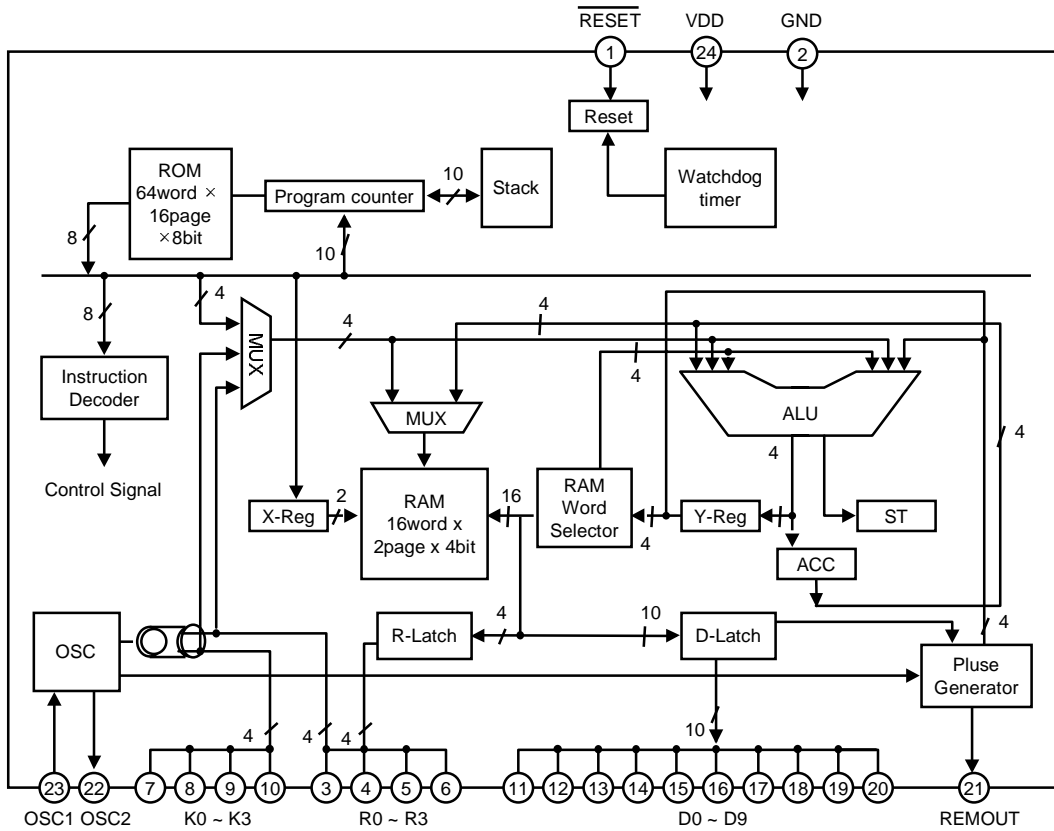 RESET VDD GND
1 24 2
Reset
ROM
64word ×
16page
×8bit
Program counter
10
Stack
Watchdog
timer
8
10
8
4
MUX
4
4
4
Instruction
Decoder
Control Signal
MUX
ALU
4
4
X-Reg
2
RAM
16word x
2page x 4bit
16
RAM
Word
Selector
4
Y-Reg
ST
ACC
OSC
R-Latch
4
10
D-Latch
4
Pluse
Generator
4
4
4
10
23 22 7 8 9 10 3 4 5 6 11 12 13 14 15 16 17 18 19 20 21
OSC1 OSC2 K0 ~ K3 R0 ~ R3 D0 ~ D9 REMOUT